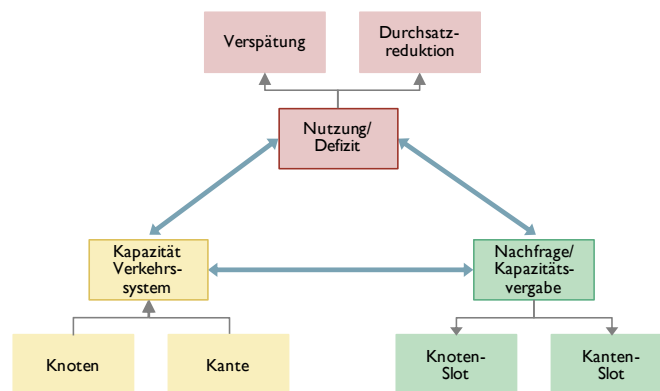 Verspätung
Durchsatz-
reduktion
Nutzung/
Defizit
Kapazität
Verkehrs-
system
Nachfrage/
Kapazitäts-
vergabe
Knoten
Kante
Knoten-
Slot
Kanten-
Slot